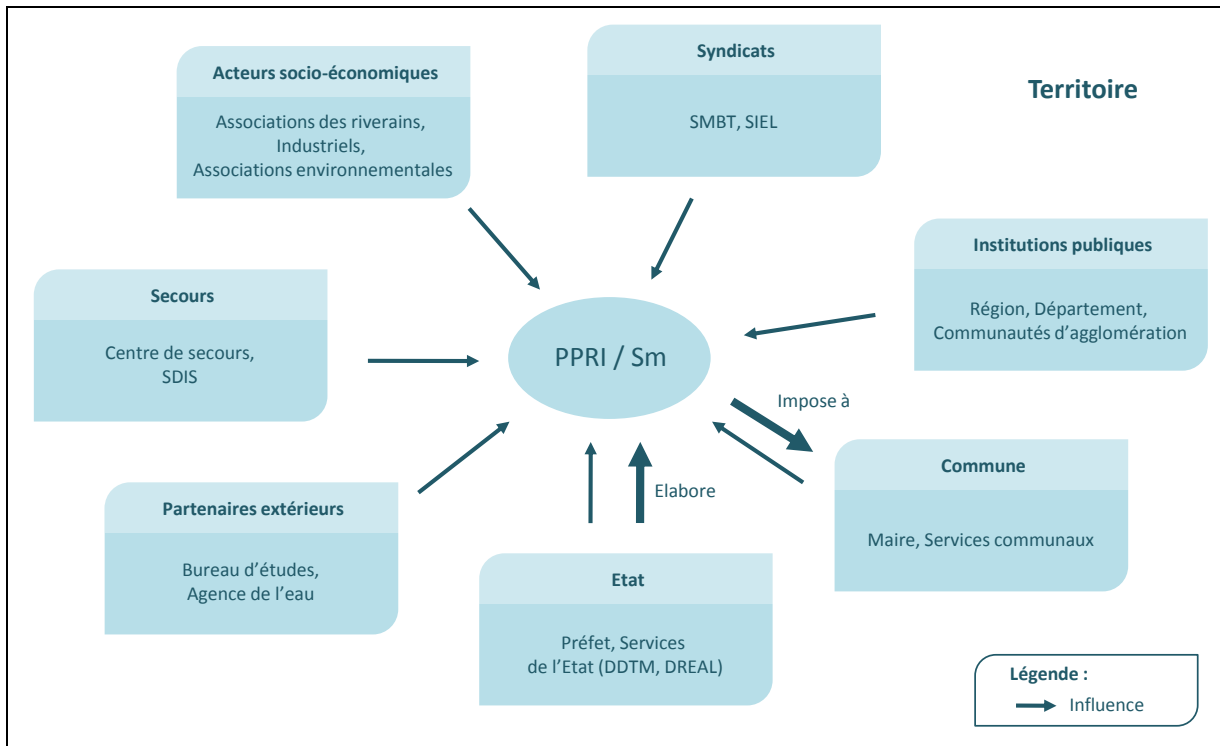 Acteurs socio-économiques
Associations des riverains,
Industriels,
Associations environnementales
Syndicats
SMBT, SIEL
Territoire
Institutions publiques
Région, Département,
Communautés d'agglomération
Secours
Centre de secours,
SDIS
PPRI / Sm
Impose à
Commune
Maire, Services communaux
Elabore
Partenaires extérieurs
Bureau d'études,
Agence de l'eau
Etat
Préfet, Services
de l'Etat (DDTM, DREAL)
Légende :
Influence